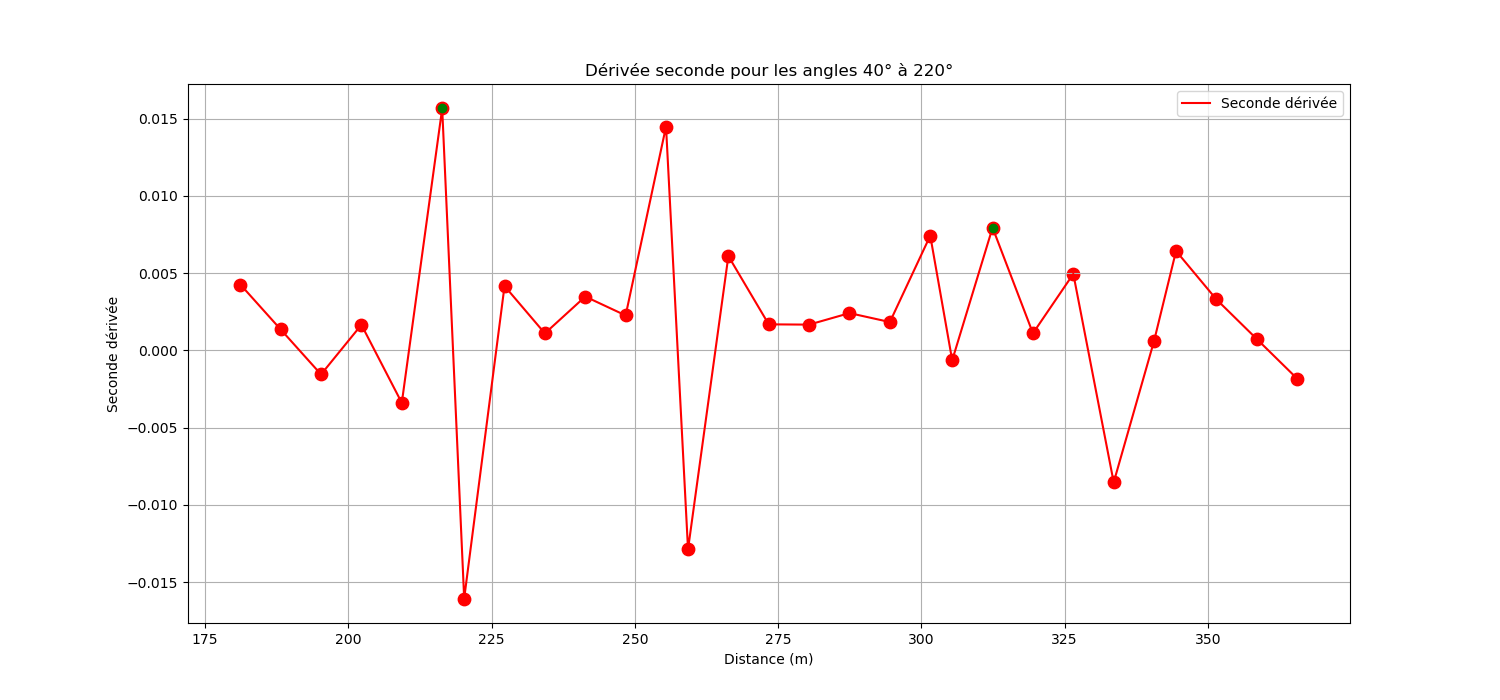 Dérivée seconde pour les angles 40° à 220°
Seconde dérivée
0.015
0.010
0.005
0.000
−0.005
−0.010
−0.015
Seconde dérivée
175 200 225 250 275 300 325 350
Distance (m)